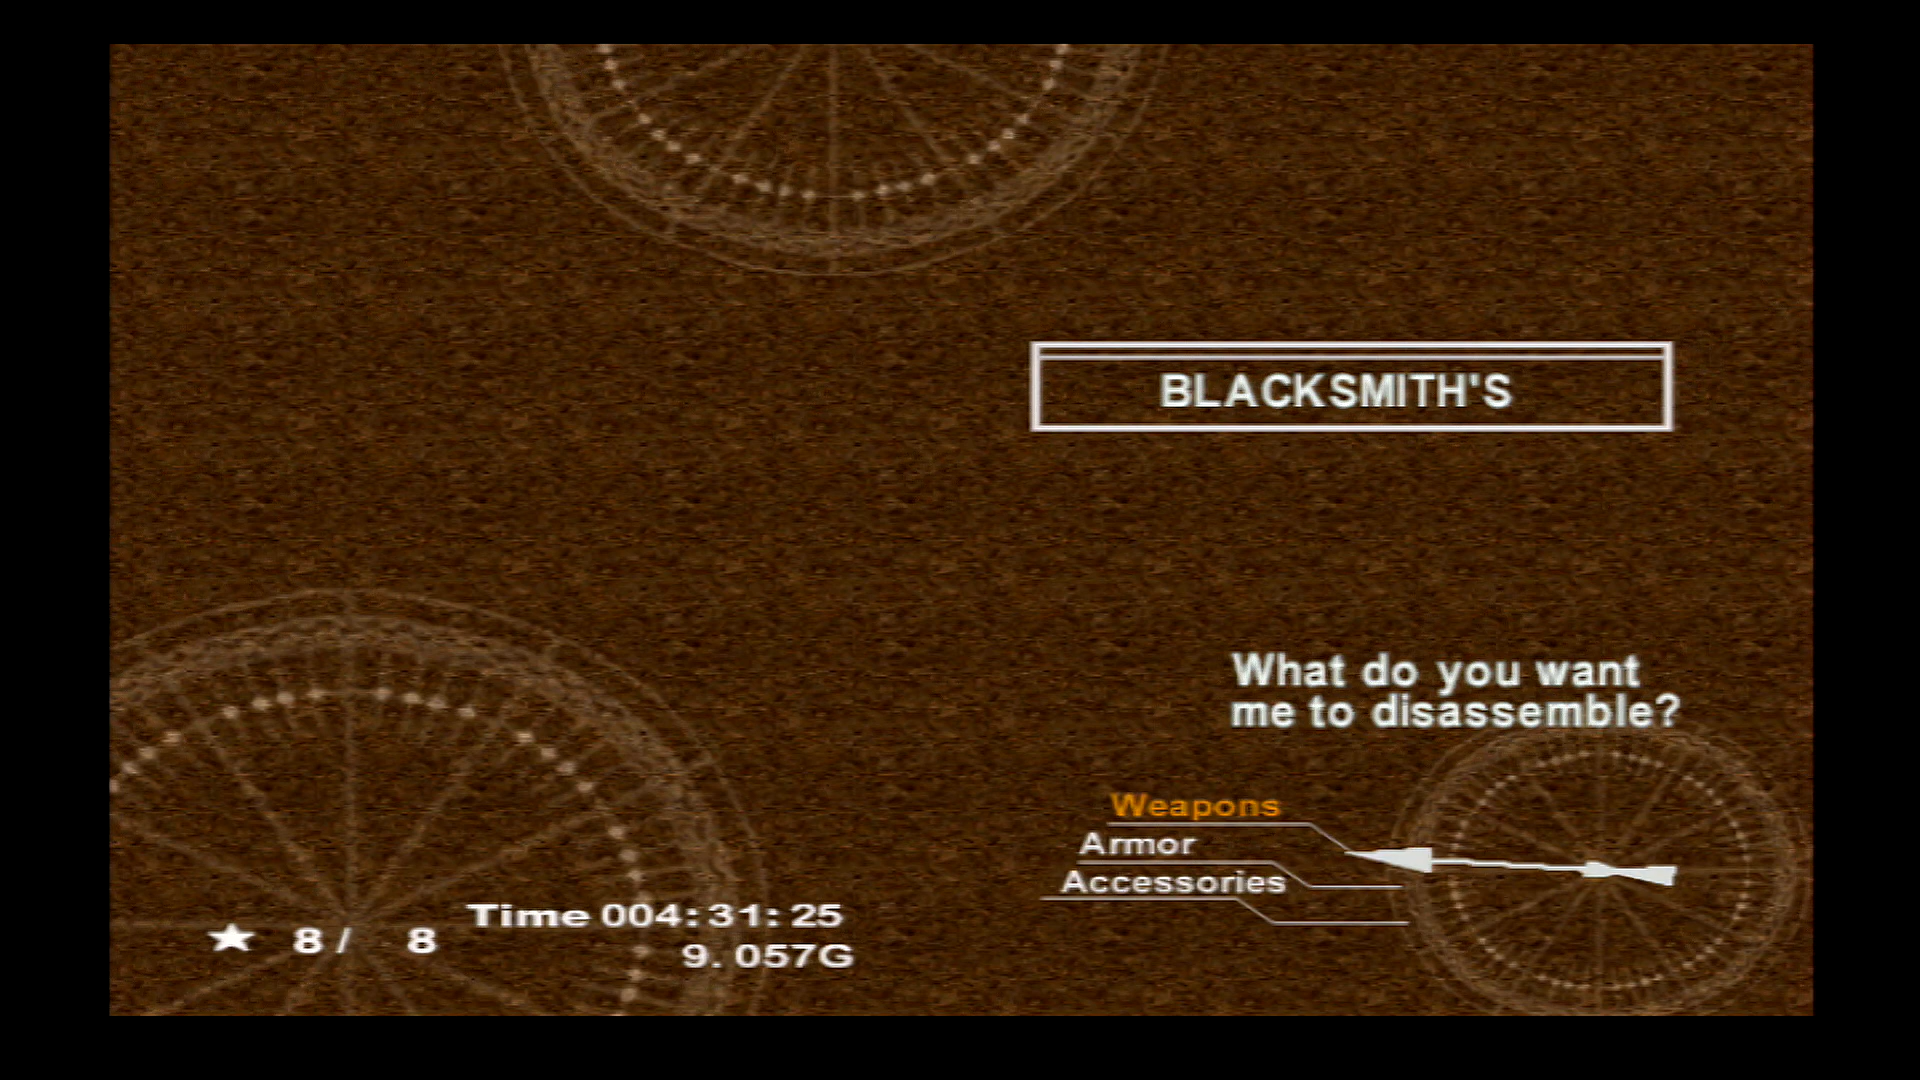 BLACKSMITH'S
What do you want
me to disassemble?
Weapons
Armor
Accessories
Time 004:31:25
★ 8/ 8
9.057G